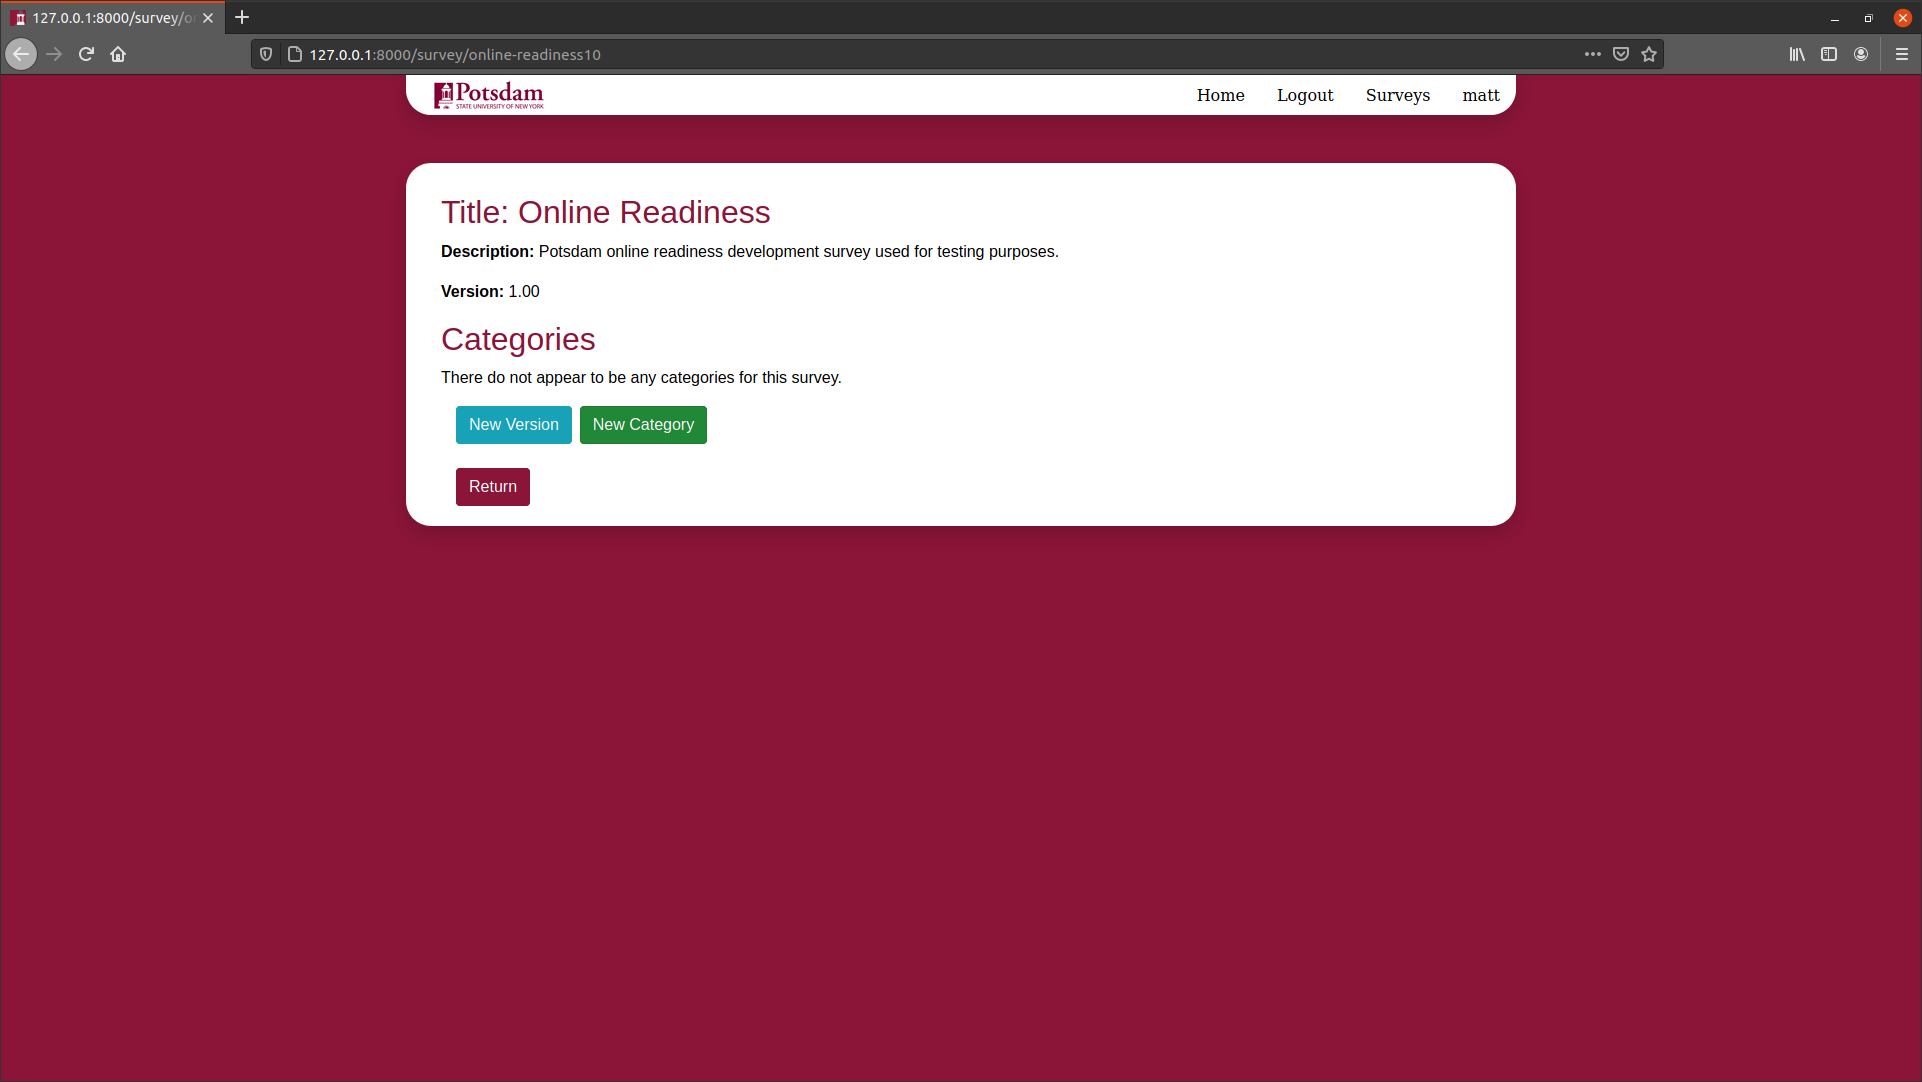 127.0.0.1:8000/survey/o
127.0.0.1:8000/survey/online-readiness10
Potsdam
STATE UNIVERSITY OF NEW YORK
Home Logout Surveys matt
Title: Online Readiness
Description: Potsdam online readiness development survey used for testing purposes.
Version: 1.00
Categories
There do not appear to be any categories for this survey.
New Version New Category
Return